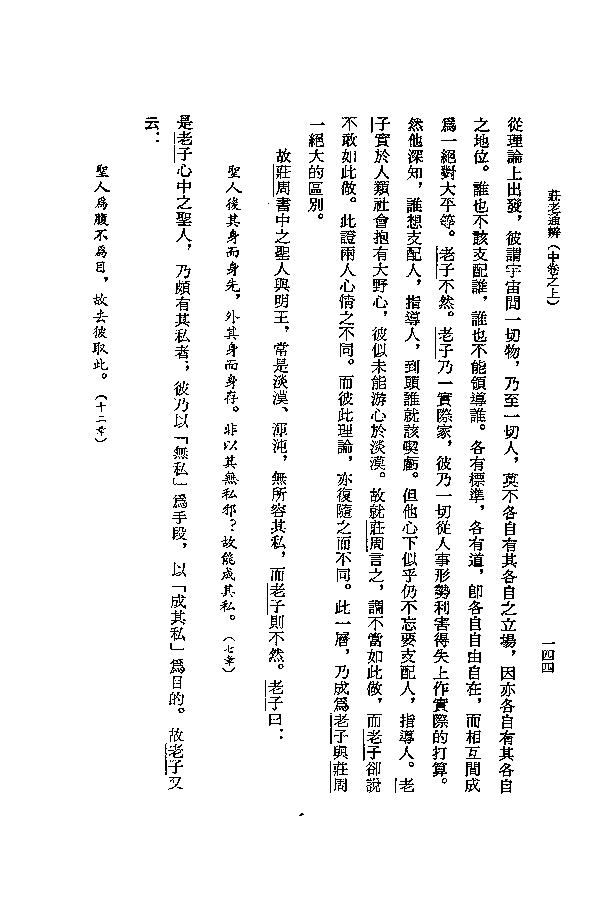 莊老通辨(中卷之上)
一四四
從理論上出發，彼謂宇宙間一切物，乃至一切人，莫不各自有其各自之立場，因亦各自有其各自
之地位。誰也不該支配誰，誰也不能領導誰。各有標準，各有道，卽各自自由自在，而相互間成
爲一絕對大平等。老子不然。老子乃一實際家，彼乃一切從人事形勢利害得失上作實際的打算。
然他深知，誰想支配人，指導人，到頭誰就該喫虧。但他心下似乎仍不忘要支配人，指導人。老
子實於人類社會抱有大野心，彼似未能游心於淡漠。故就莊周言之，謂不當如此做，而老子卻說
不敢如此做。此證兩人心情之不同。而彼此理論，亦復隨之而不同。此一層，乃成爲老子與莊周
一絕大的區別。
故莊周書中之聖人與明王，常是淡漠、渾沌，無所容其私，而老子則不然。老子曰：
聖人後其身而身先，外其身而身存。非以其無私邪？故能成其私。(七章)
是老子心中之聖人，乃頗有其私者；彼乃以「無私」爲手段，以「成其私」爲目的。故老子又
云：
聖人爲腹不爲目，故去彼取此。(十二章)